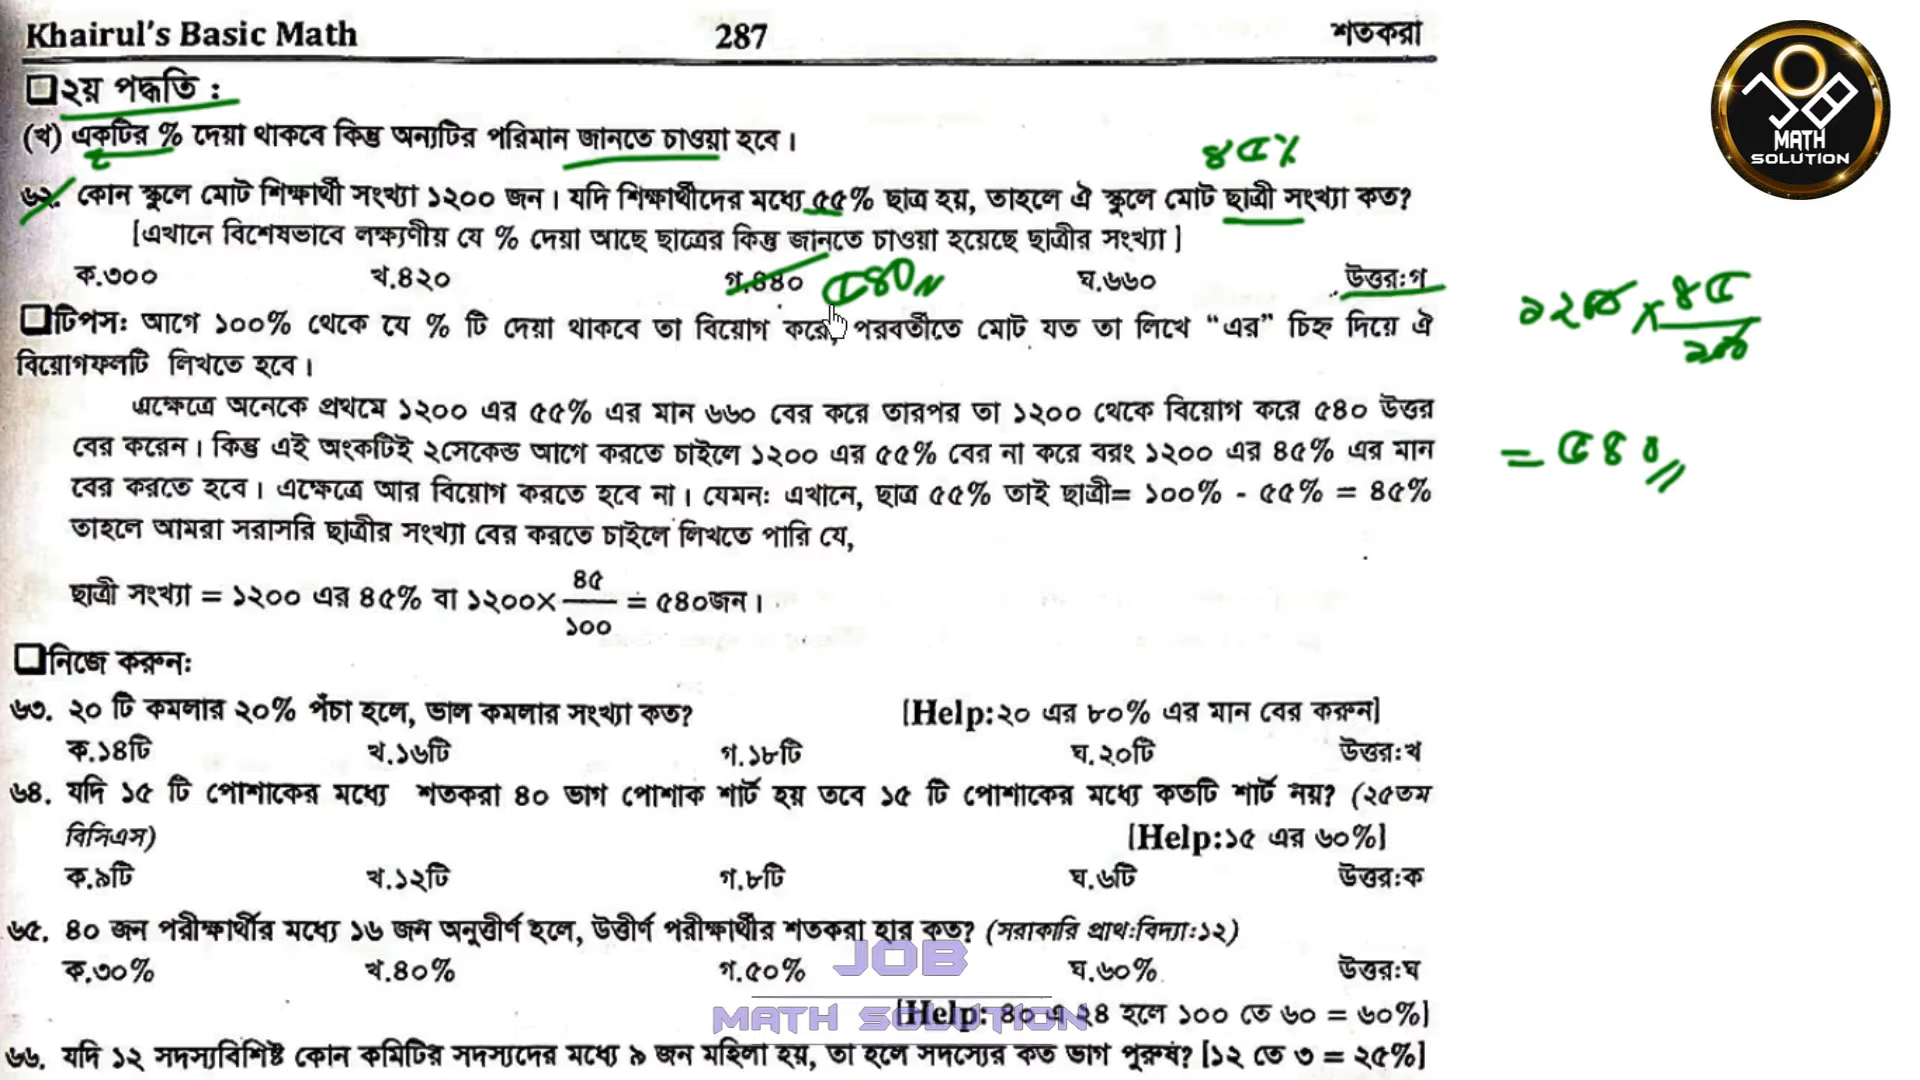 Khairul's Basic Math 287 শতকরা
২য় পদ্ধতি :
(খ) একটির % দেয়া থাকবে কিন্তু অন্যটির পরিমান জানতে চাওয়া হবে।
৪৫%
৬২. কোন স্কুলে মোট শিক্ষার্থী সংখ্যা ১২০০ জন। যদি শিক্ষার্থীদের মধ্যে ৫৫% ছাত্র হয়, তাহলে ঐ স্কুলে মোট ছাত্রী সংখ্যা কত?
[এখানে বিশেষভাবে লক্ষ্যণীয় যে % দেয়া আছে ছাত্রের কিন্তু জানতে চাওয়া হয়েছে ছাত্রীর সংখ্যা]
ক.৩০০ খ.৪২০ গ.৪৪০ ৫৪০ ঘ.৬৬০ উত্তর:গ
টিপস: আগে ১০০% থেকে যে % টি দেয়া থাকবে তা বিয়োগ করে, পরবর্তীতে মোট যত তা লিখে “এর” চিহ্ন দিয়ে ঐ
বিয়োগফলটি লিখতে হবে।
এক্ষেত্রে অনেকে প্রথমে ১২০০ এর ৫৫% এর মান ৬৬০ বের করে তারপর তা ১২০০ থেকে বিয়োগ করে ৫৪০ উত্তর
বের করেন। কিন্তু এই অংকটিই ২সেকেন্ড আগে করতে চাইলে ১২০০ এর ৫৫% বের না করে বরং ১২০০ এর ৪৫% এর মান
বের করতে হবে। এক্ষেত্রে আর বিয়োগ করতে হবে না। যেমন: এখানে, ছাত্র ৫৫% তাই ছাত্রী= ১০০% - ৫৫% = ৪৫%
তাহলে আমরা সরাসরি ছাত্রীর সংখ্যা বের করতে চাইলে লিখতে পারি যে,
ছাত্রী সংখ্যা = ১২০০ এর ৪৫% বা ১২০০× ৪৫/১০০ = ৫৪০জন।
নিজে করুন:
৬৩. ২০ টি কমলার ২০% পঁচা হলে, ভাল কমলার সংখ্যা কত? [Help:২০ এর ৮০% এর মান বের করুন]
ক.১৪টি খ.১৬টি গ.১৮টি ঘ.২০টি উত্তর:খ
৬৪. যদি ১৫ টি পোশাকের মধ্যে শতকরা ৪০ ভাগ পোশাক শার্ট হয় তবে ১৫ টি পোশাকের মধ্যে কতটি শার্ট নয়? (২৫তম
বিসিএস) [Help:১৫ এর ৬০%]
ক.৯টি খ.১২টি গ.৮টি ঘ.৬টি উত্তর:ক
৬৫. ৪০ জন পরীক্ষার্থীর মধ্যে ১৬ জন অনুত্তীর্ণ হলে, উত্তীর্ণ পরীক্ষার্থীর শতকরা হার কত? (সরকারি প্রাথ:বিদ্যা:১২)
ক.৩০% খ.৪০% গ.৫০% ঘ.৬০% উত্তর:ঘ
[Help: ৪০ এ ২৪ হলে ১০০ তে ৬০ = ৬০%]
৬৬. যদি ১২ সদস্যবিশিষ্ট কোন কমিটির সদস্যদের মধ্যে ৯ জন মহিলা হয়, তা হলে সদস্যের কত ভাগ পুরুষ? [১২ তে ৩ = ২৫%]
JOB
MATH SOLUTION
JOB
MATH
SOLUTION
১২০০ × ৪৫/১০০
= ৫৪০